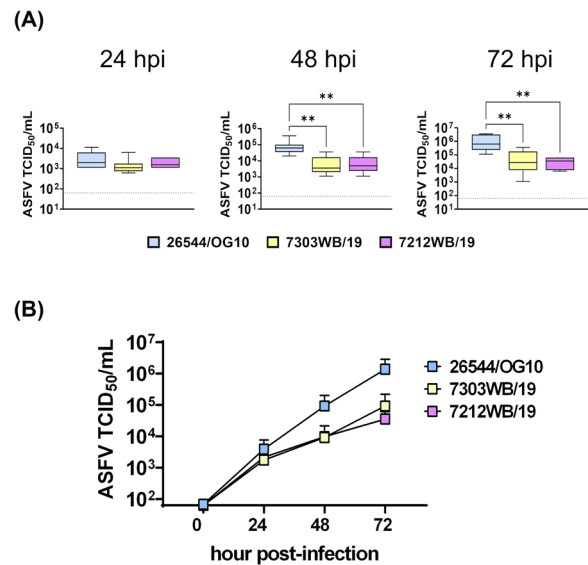 (A)
24 hpi
48 hpi
72 hpi
ASFV TCID50/mL
10^5
10^4
10^3
10^2
10^1
ASFV TCID50/mL
10^6
10^5
10^4
10^3
10^2
10^1
**
**
ASFV TCID50/mL
10^7
10^6
10^5
10^4
10^3
10^2
10^1
**
**
26544/OG10 7303WB/19 7212WB/19
(B)
ASFV TCID50/mL
10^7
10^6
10^5
10^4
10^3
10^2
0 24 48 72
hour post-infection
26544/OG10
7303WB/19
7212WB/19